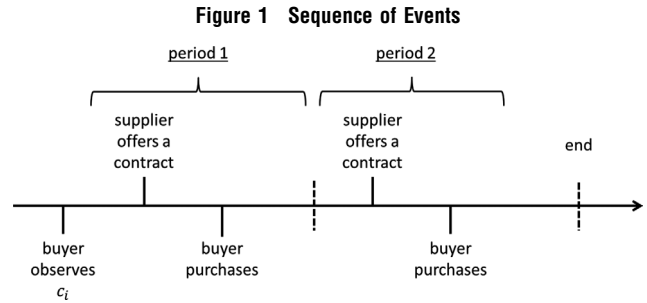 Figure 1 Sequence of Events
period 1
period 2
supplier
offers a
contract
supplier
offers a
contract
end
buyer
observes
c_i
buyer
purchases
buyer
purchases